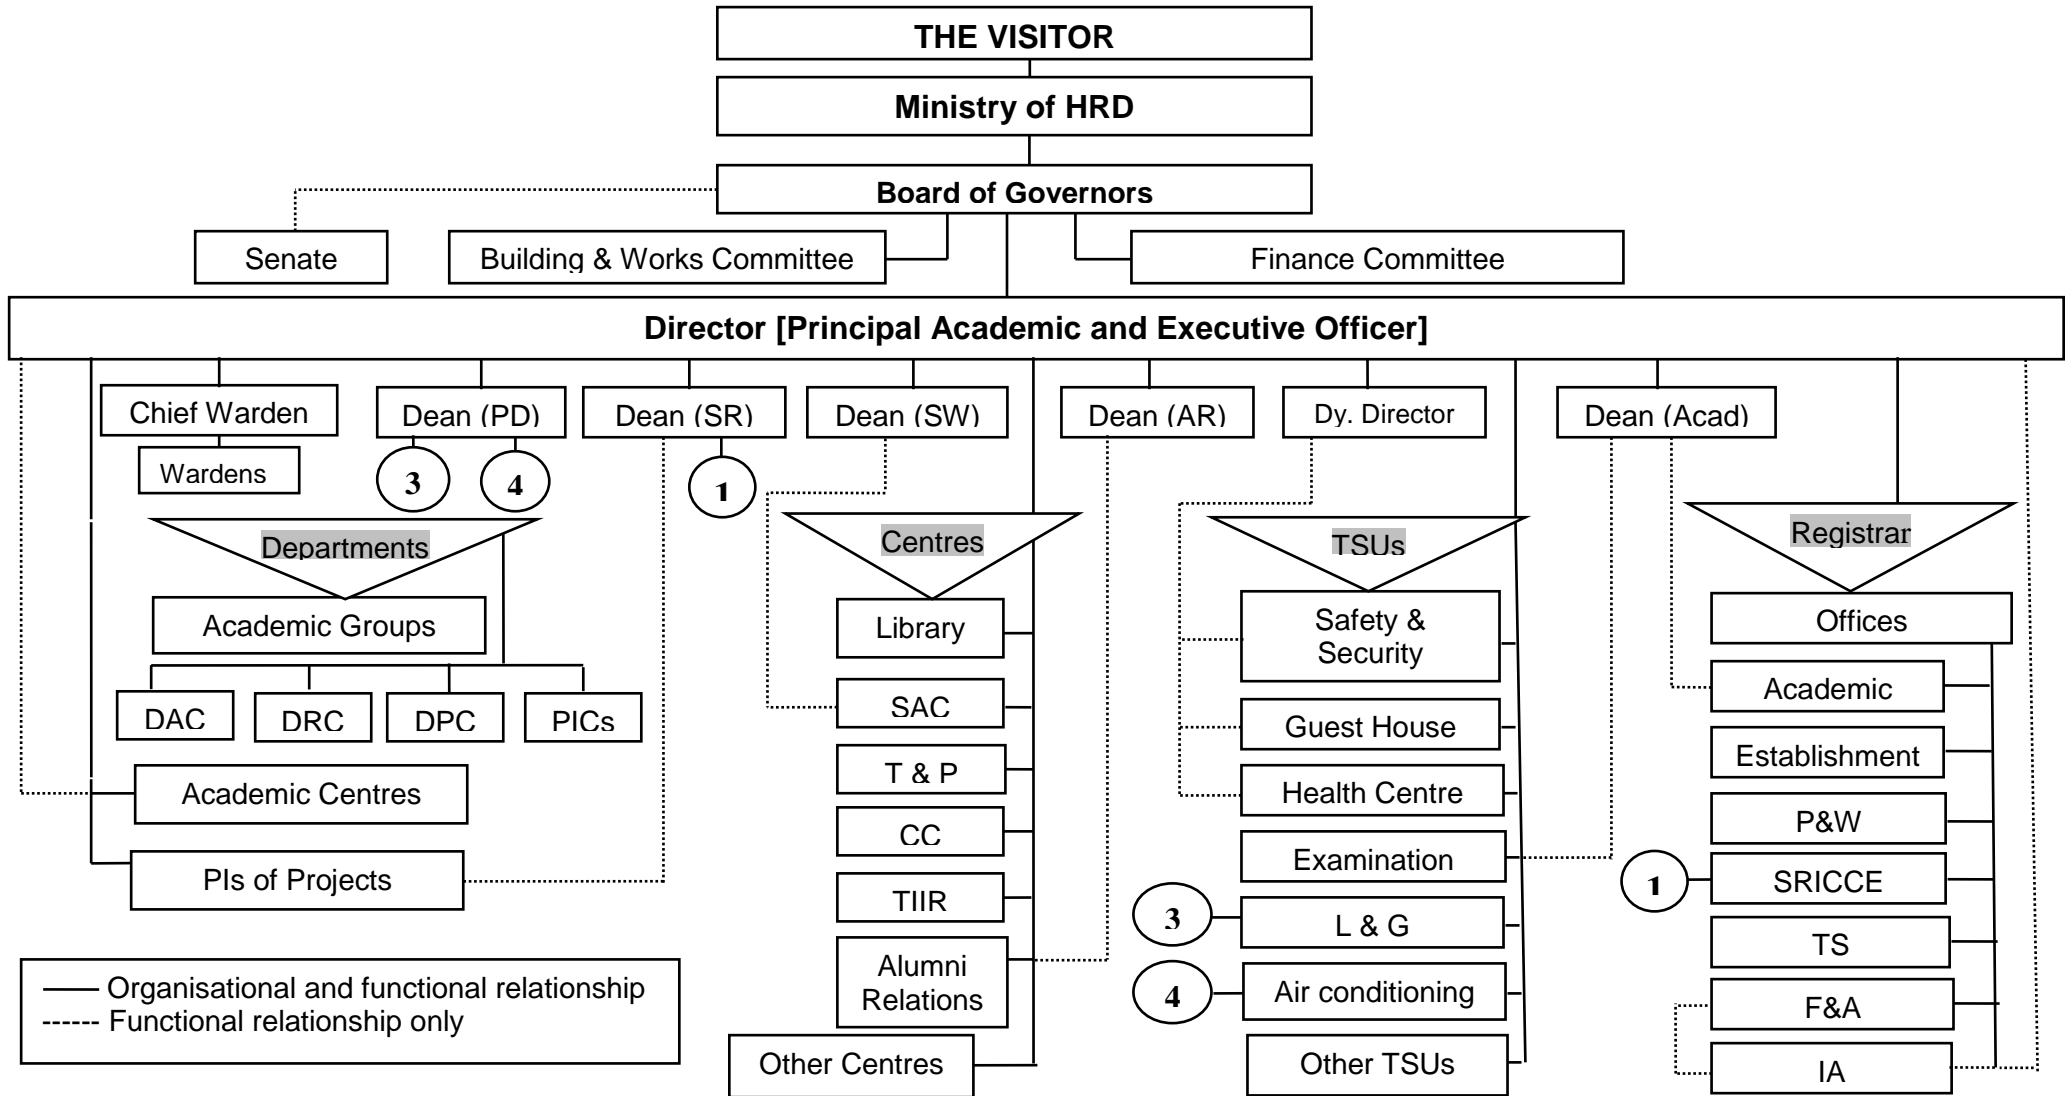 THE VISITOR
Ministry of HRD
Board of Governors
Senate
Building & Works Committee
Finance Committee
Director [Principal Academic and Executive Officer]
Chief Warden
Dean (PD)
Dean (SR)
Dean (SW)
Dean (AR)
Dy. Director
Dean (Acad)
Wardens
3
4
1
Departments
Centres
TSUs
Registrar
Academic Groups
DAC
DRC
DPC
PICs
Academic Centres
PIs of Projects
Library
SAC
T & P
CC
TIIR
Alumni
Relations
Other Centres
Safety &
Security
Guest House
Health Centre
Examination
3
L & G
4
Air conditioning
Other TSUs
Offices
Academic
Establishment
P&W
1
SRICCE
TS
F&A
IA
Organisational and functional relationship
Functional relationship only